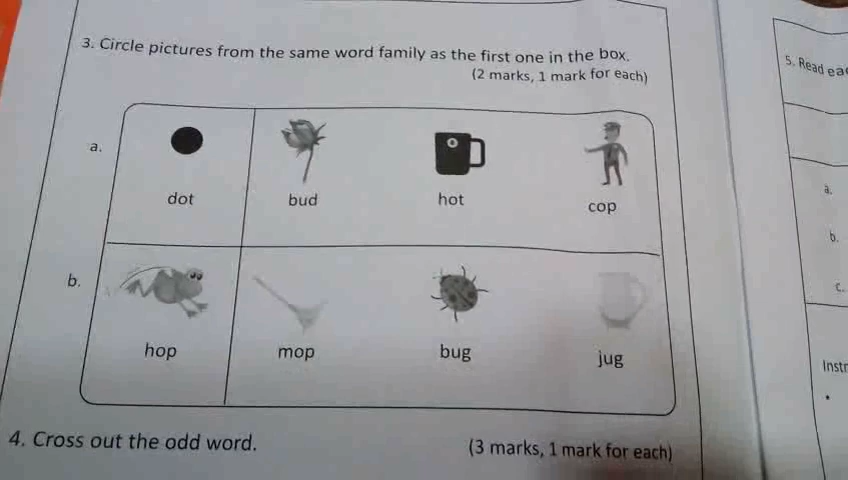 3. Circle pictures from the same word family as the first one in the box.
(2 marks, 1 mark for each)
a.
dot bud hot cop
b.
hop mop bug jug
4. Cross out the odd word.
(3 marks, 1 mark for each)
5. Read
a.
b.
c.